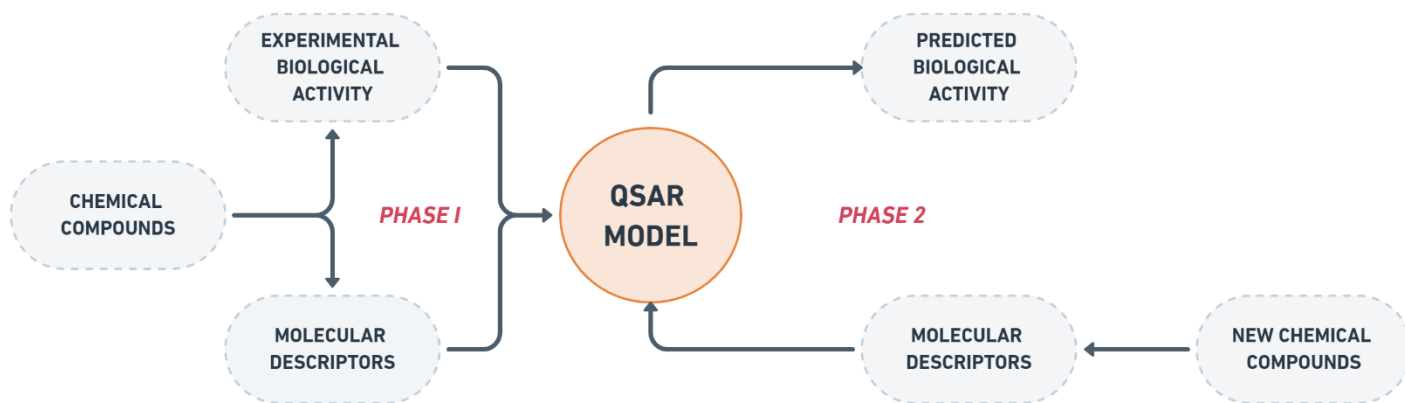 EXPERIMENTAL
BIOLOGICAL
ACTIVITY
PREDICTED
BIOLOGICAL
ACTIVITY
CHEMICAL
COMPOUNDS
PHASE I
QSAR
MODEL
PHASE 2
MOLECULAR
DESCRIPTORS
MOLECULAR
DESCRIPTORS
NEW CHEMICAL
COMPOUNDS